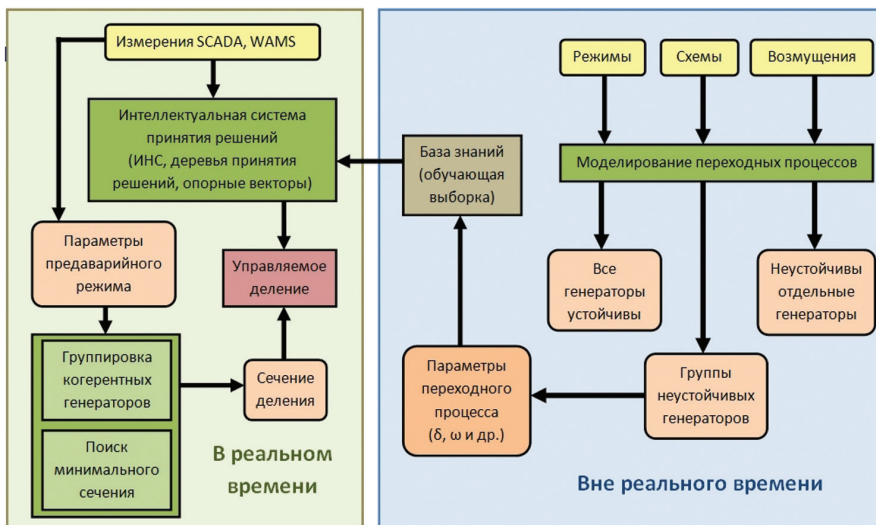 Измерения SCADA, WAMS
Интеллектуальная система
принятия решений
(ИНС, деревья принятия
решений, опорные векторы)
Параметры
предаварийного
режима
Управляемое
деление
Группировка
когерентных
генераторов
Поиск
минимального
сечения
Сечение
деления
В реальном
времени
Режимы
Схемы
Возмущения
База знаний
(обучающая
выборка)
Моделирование переходных процессов
Все
генераторы
устойчивы
Неустойчивы
отдельные
генераторы
Параметры
переходного
процесса
(δ, ω и др.)
Группы
неустойчивых
генераторов
Вне реального времени